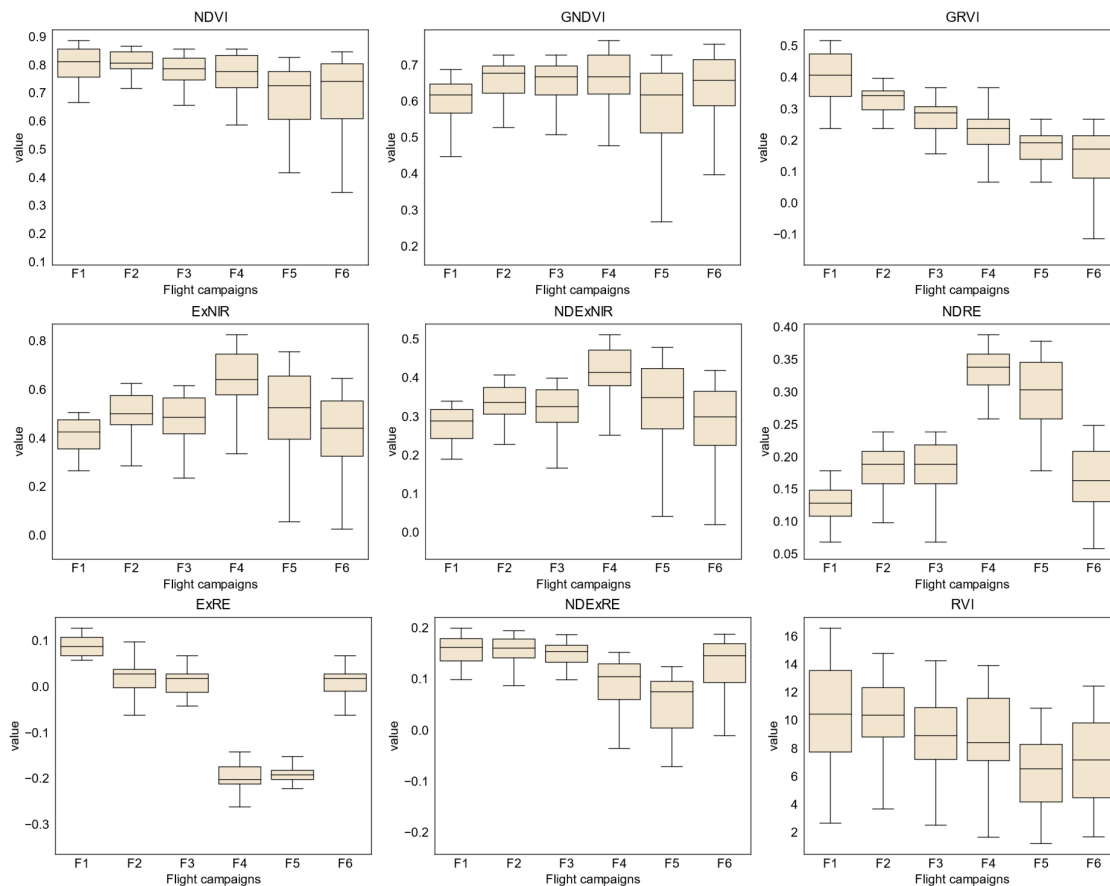 NDVI
0.9
0.8
0.7
0.6
0.5
0.4
0.3
0.2
0.1
value
F1 F2 F3 F4 F5 F6
Flight campaigns
GNDVI
0.7
0.6
0.5
0.4
0.3
0.2
value
F1 F2 F3 F4 F5 F6
Flight campaigns
GRVI
0.5
0.4
0.3
0.2
0.1
0.0
−0.1
value
F1 F2 F3 F4 F5 F6
Flight campaigns
ExNIR
0.8
0.6
0.4
0.2
0.0
value
F1 F2 F3 F4 F5 F6
Flight campaigns
NDExNIR
0.5
0.4
0.3
0.2
0.1
0.0
value
F1 F2 F3 F4 F5 F6
Flight campaigns
NDRE
0.40
0.35
0.30
0.25
0.20
0.15
0.10
0.05
value
F1 F2 F3 F4 F5 F6
Flight campaigns
ExRE
0.1
0.0
−0.1
−0.2
−0.3
value
F1 F2 F3 F4 F5 F6
Flight campaigns
NDExRE
0.2
0.1
0.0
−0.1
−0.2
value
F1 F2 F3 F4 F5 F6
Flight campaigns
RVI
16
14
12
10
8
6
4
2
value
F1 F2 F3 F4 F5 F6
Flight campaigns